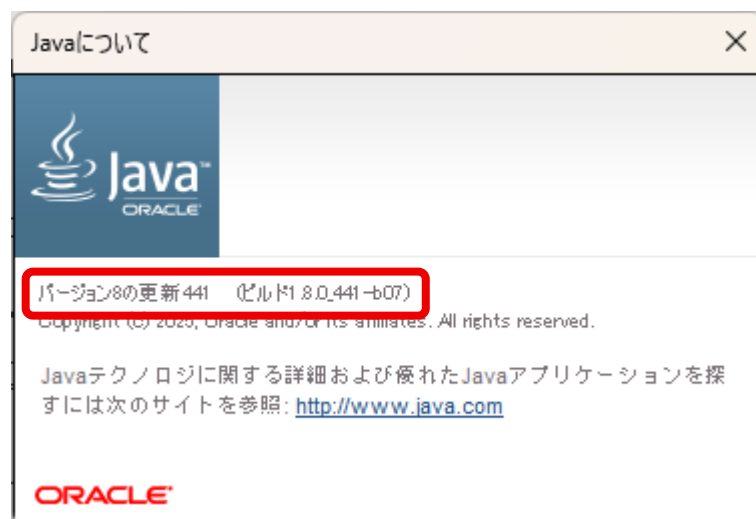 Javaについて
Java™
ORACLE
バージョン8の更新441 (ビルド1.8.0_441-b07)
Copyright (C) 2025, Oracle and/or its affiliates. All rights reserved.
Javaテクノロジに関する詳細および優れたJavaアプリケーションを探
すには次のサイトを参照: http://www.java.com
ORACLE